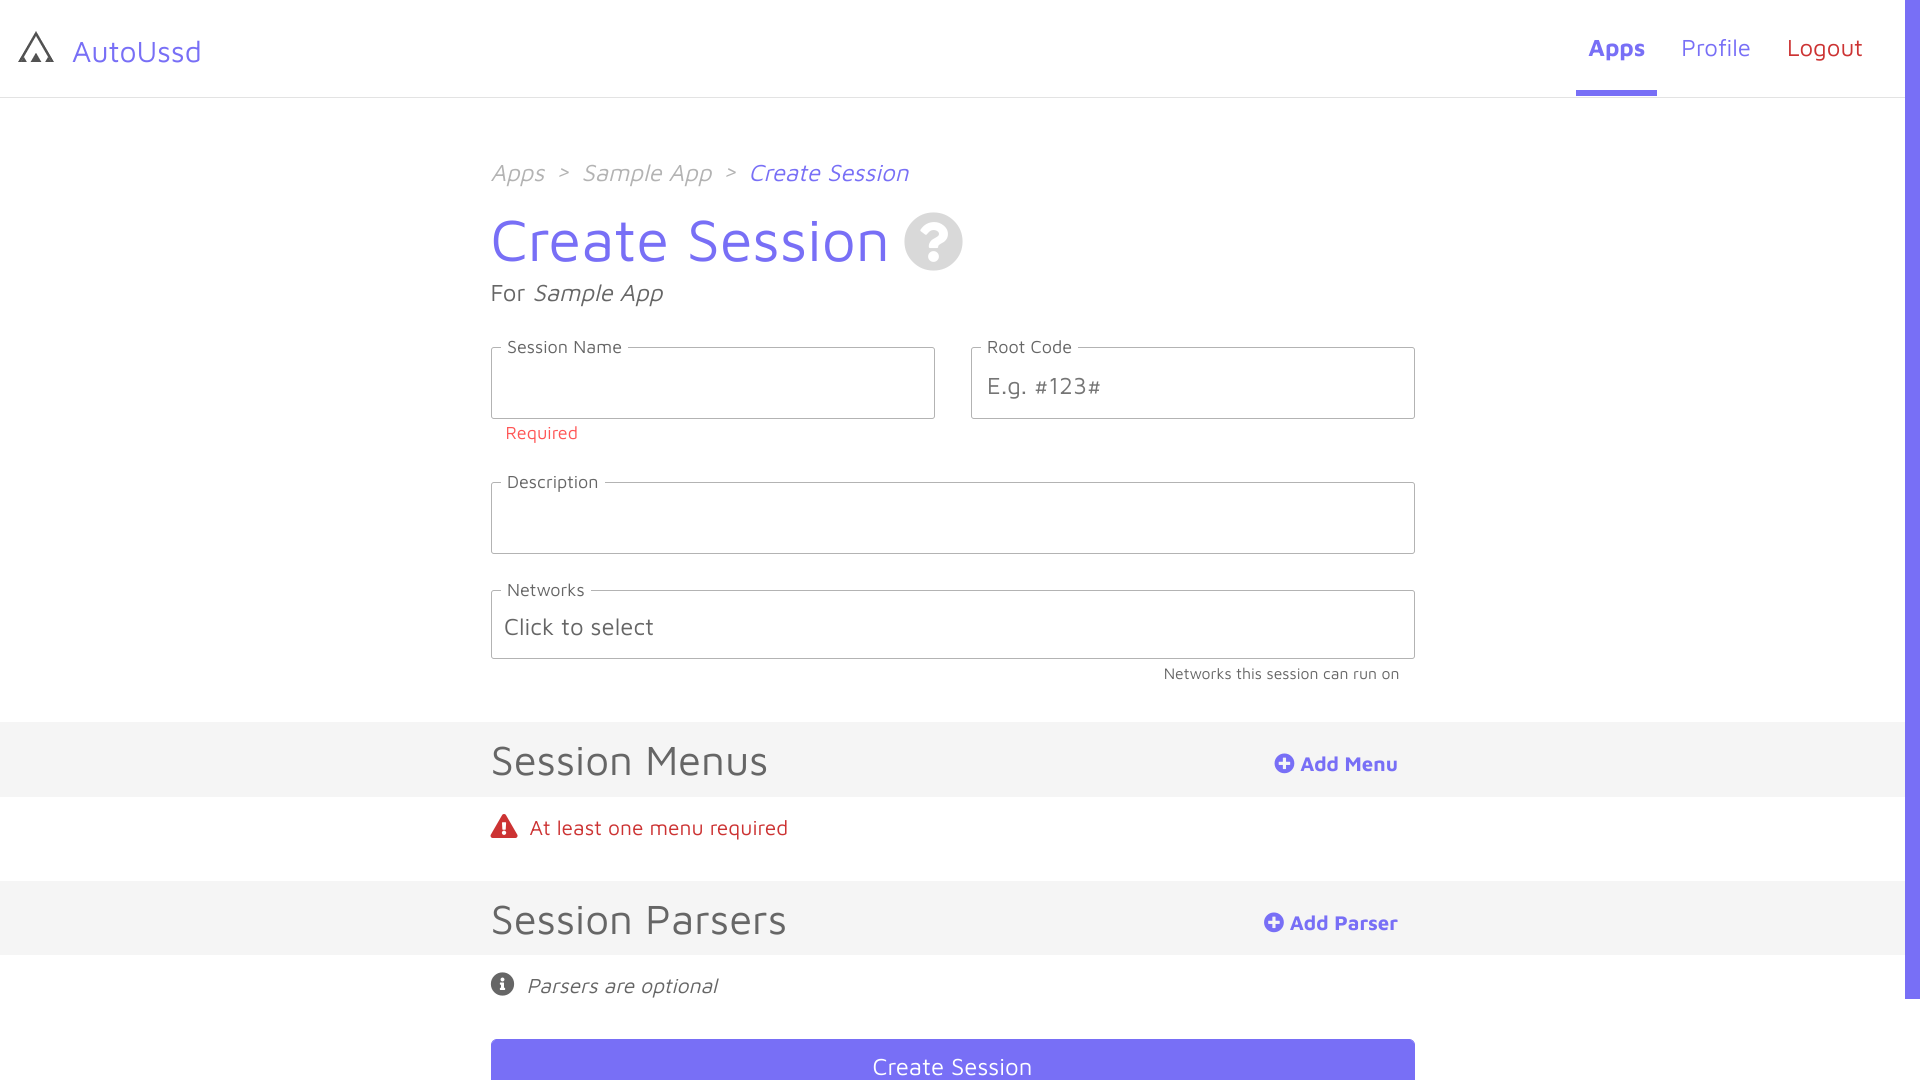 AutoUssd
Apps Profile Logout
Apps > Sample App > Create Session
Create Session
For Sample App
Session Name
Root Code
E.g. #123#
Required
Description
Networks
Click to select
Networks this session can run on
Session Menus
Add Menu
At least one menu required
Session Parsers
Add Parser
Parsers are optional
Create Session